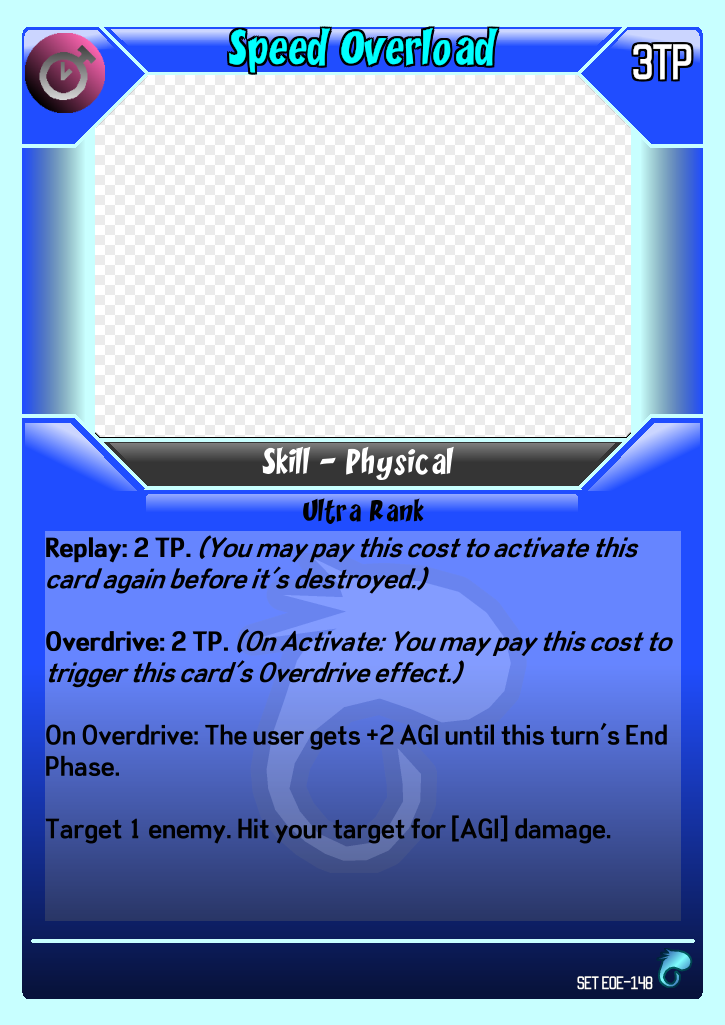 Speed Overload
3TP
Skill - Physical
Ultra Rank
Replay: 2 TP. (You may pay this cost to activate this
card again before it's destroyed.)
Overdrive: 2 TP. (On Activate: You may pay this cost to
trigger this card's Overdrive effect.)
On Overdrive: The user gets +2 AGI until this turn's End
Phase.
Target 1 enemy. Hit your target for [AGI] damage.
SET EOE-148